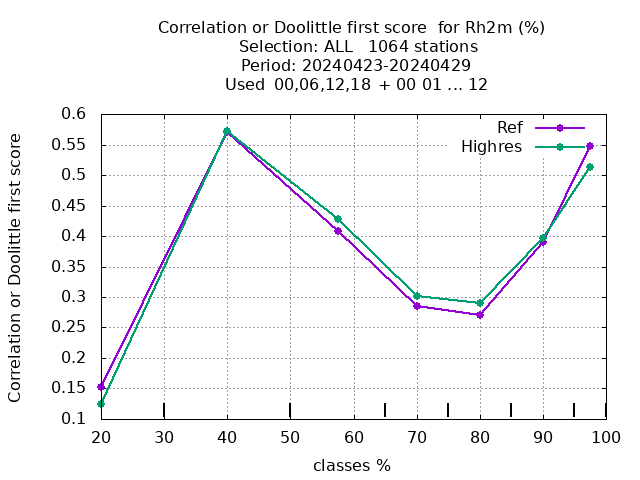 Correlation or Doolittle first score  for Rh2m (%)
Selection: ALL   1064 stations
Period: 20240423-20240429
Used  00,06,12,18  + 00 01 ... 12
Ref
Highres
Correlation or Doolittle first score
0.6
0.55
0.5
0.45
0.4
0.35
0.3
0.25
0.2
0.15
0.1
20 30 40 50 60 70 80 90 100
classes %